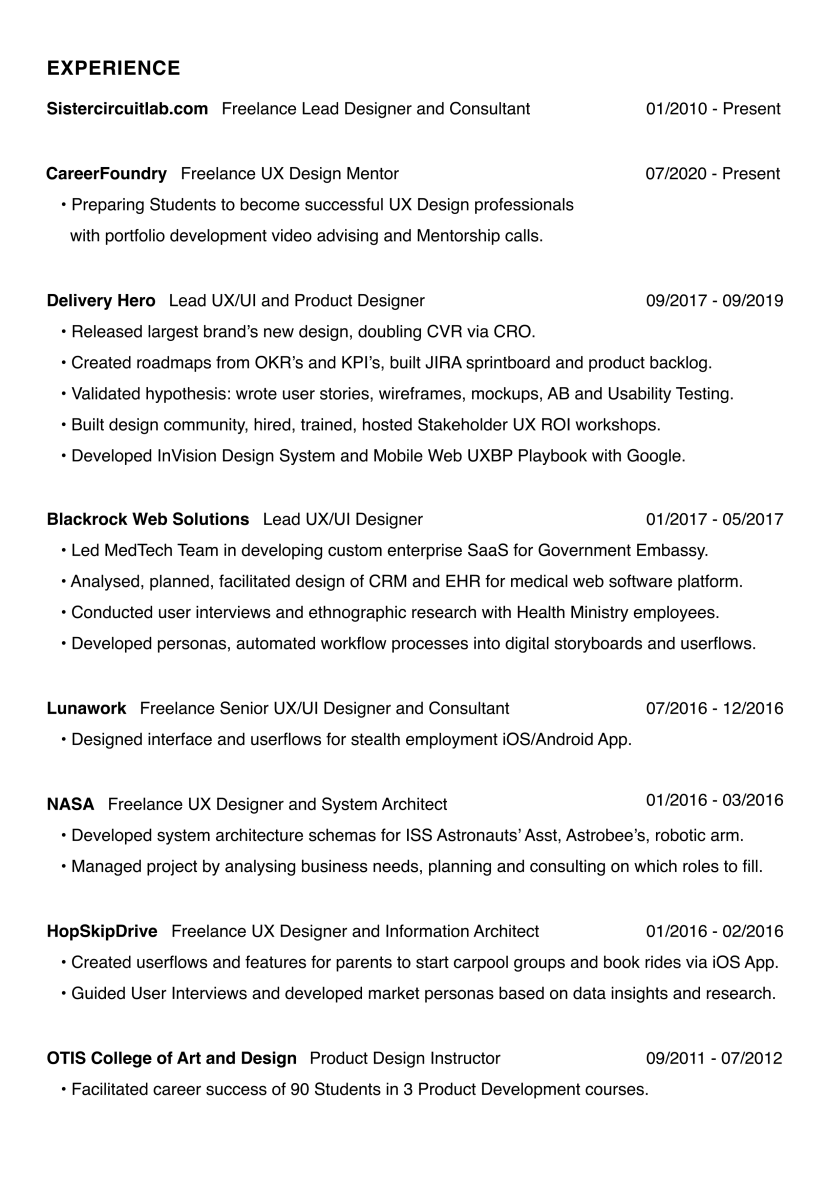 EXPERIENCE
Sistercircuitlab.com Freelance Lead Designer and Consultant 01/2010 - Present
CareerFoundry Freelance UX Design Mentor 07/2020 - Present
• Preparing Students to become successful UX Design professionals
with portfolio development video advising and Mentorship calls.
Delivery Hero Lead UX/UI and Product Designer 09/2017 - 09/2019
• Released largest brand’s new design, doubling CVR via CRO.
• Created roadmaps from OKR’s and KPI’s, built JIRA sprintboard and product backlog.
• Validated hypothesis: wrote user stories, wireframes, mockups, AB and Usability Testing.
• Built design community, hired, trained, hosted Stakeholder UX ROI workshops.
• Developed InVision Design System and Mobile Web UXBP Playbook with Google.
Blackrock Web Solutions Lead UX/UI Designer 01/2017 - 05/2017
• Led MedTech Team in developing custom enterprise SaaS for Government Embassy.
• Analysed, planned, facilitated design of CRM and EHR for medical web software platform.
• Conducted user interviews and ethnographic research with Health Ministry employees.
• Developed personas, automated workflow processes into digital storyboards and userflows.
Lunawork Freelance Senior UX/UI Designer and Consultant 07/2016 - 12/2016
• Designed interface and userflows for stealth employment iOS/Android App.
NASA Freelance UX Designer and System Architect 01/2016 - 03/2016
• Developed system architecture schemas for ISS Astronauts’ Asst, Astrobee’s, robotic arm.
• Managed project by analysing business needs, planning and consulting on which roles to fill.
HopSkipDrive Freelance UX Designer and Information Architect 01/2016 - 02/2016
• Created userflows and features for parents to start carpool groups and book rides via iOS App.
• Guided User Interviews and developed market personas based on data insights and research.
OTIS College of Art and Design Product Design Instructor 09/2011 - 07/2012
• Facilitated career success of 90 Students in 3 Product Development courses.